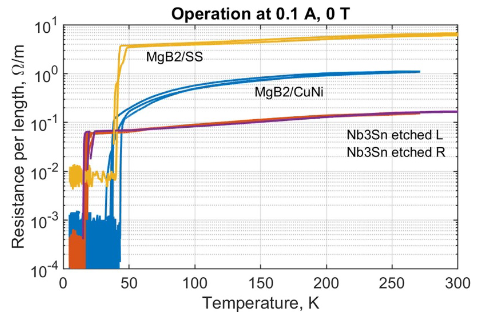 Operation at 0.1 A, 0 T
Resistance per length, Ω/m
10^1
10^0
10^-1
10^-2
10^-3
10^-4
MgB2/SS
MgB2/CuNi
Nb3Sn etched L
Nb3Sn etched R
0 50 100 150 200 250 300
Temperature, K